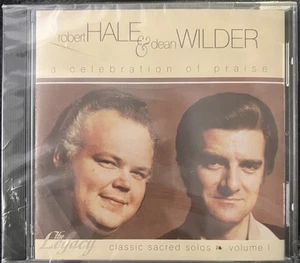 robert HALE & dean WILDER
a celebration of praise
The
Legacy
classic sacred solos ❧ volume I